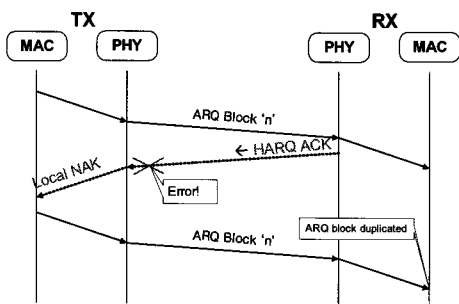 TX
RX
MAC
PHY
PHY
MAC
ARQ Block 'n'
← HARQ ACK
Local NAK
Error!
ARQ Block 'n'
ARQ block duplicated